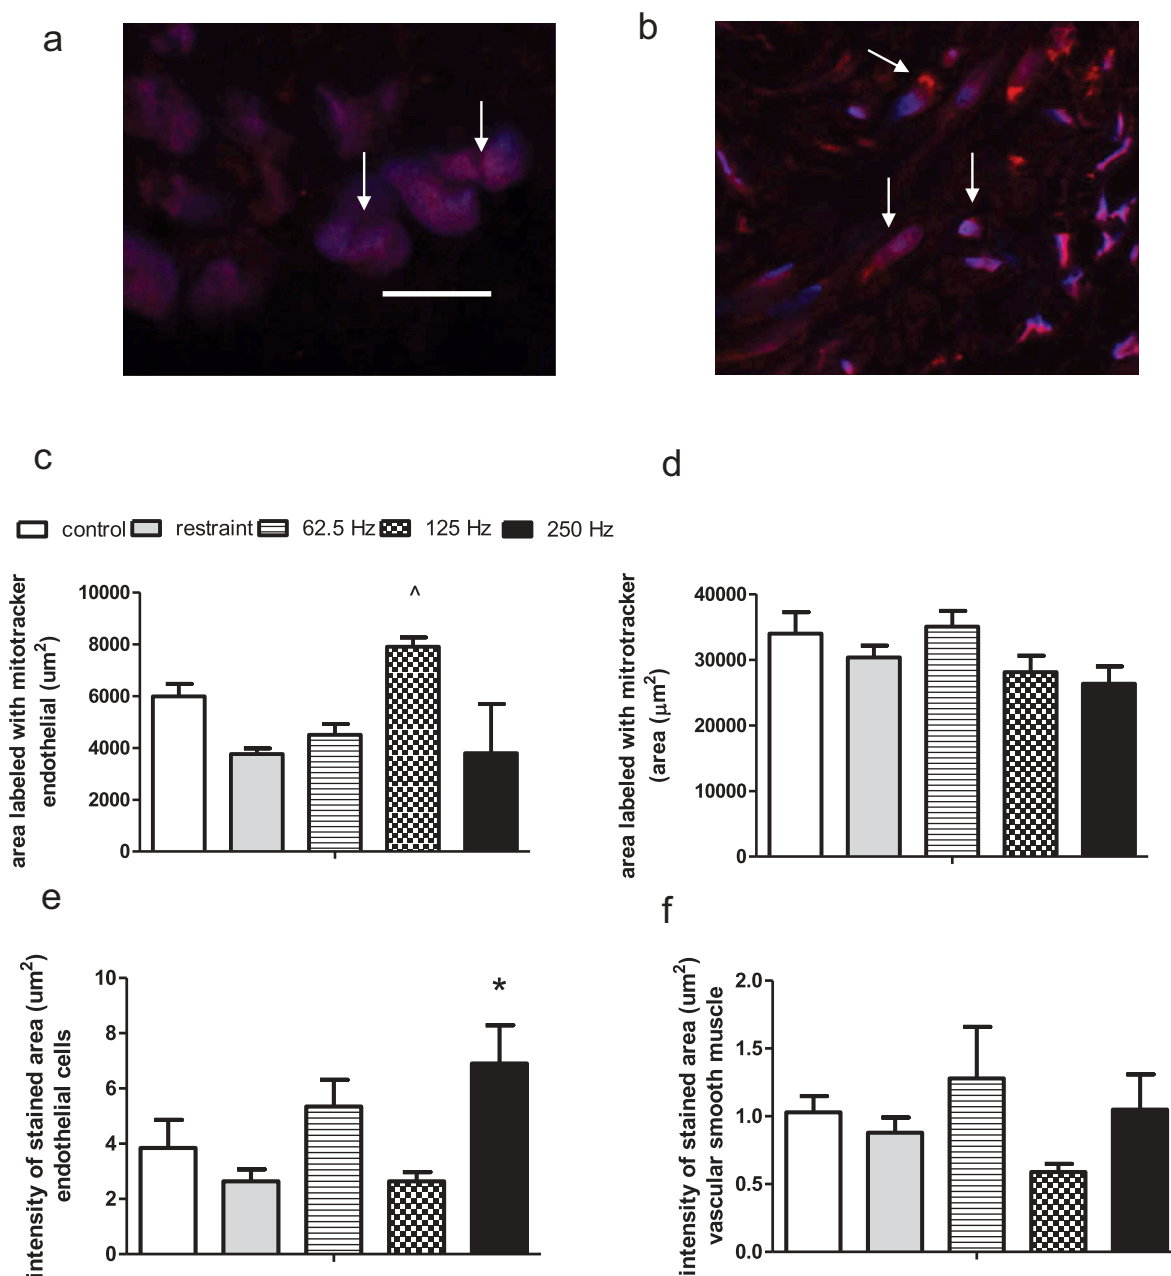 a
b
c
d
control restraint 62.5 Hz 125 Hz 250 Hz
area labeled with mitotracker
endothelial (um2)
10000
8000
6000
4000
2000
0
^
area labeled with mitrotracker
(area (μm2)
40000
30000
20000
10000
0
e
f
intensity of stained area (um2)
endothelial cells
10
8
6
4
2
0
*
intensity of stained area (um2)
vascular smooth muscle
2.0
1.5
1.0
0.5
0.0